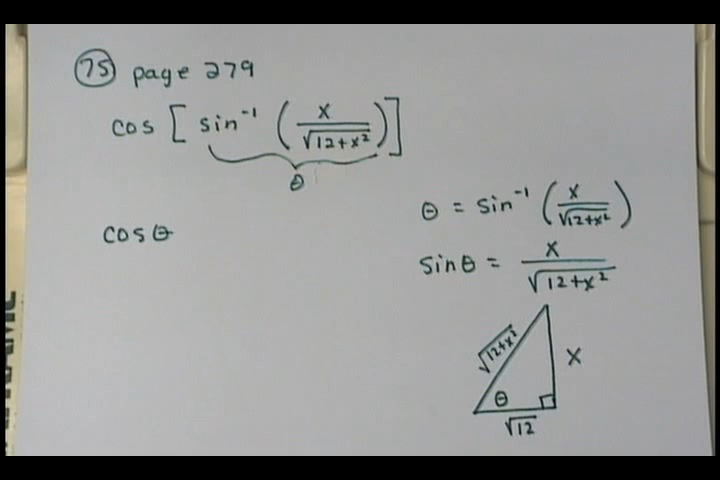 75 page 279
cos [ sin⁻¹ ( x / √(12+x²) ) ]
θ
cos θ
θ = sin⁻¹ ( x / √(12+x²) )
sin θ = x / √(12+x²)
√(12+x²)
x
θ
√12